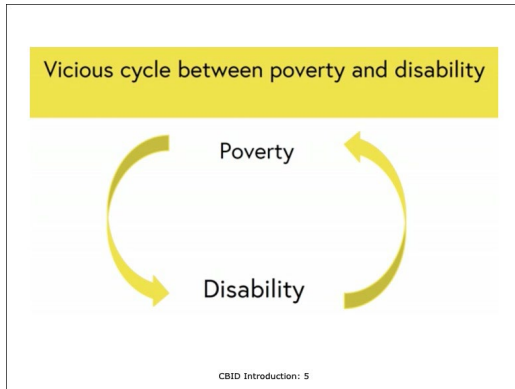 Vicious cycle between poverty and disability
Poverty
Disability
CBID Introduction: 5